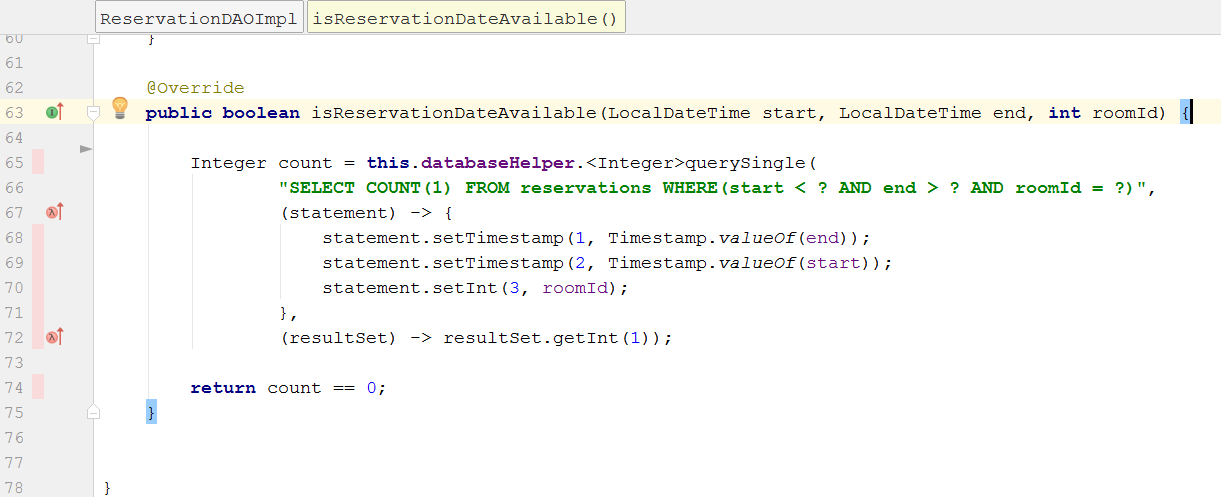 ReservationDAOImpl isReservationDateAvailable()
60 }
61
62 @Override
63 public boolean isReservationDateAvailable(LocalDateTime start, LocalDateTime end, int roomId) {
64
65 Integer count = this.databaseHelper.<Integer>querySingle(
66 "SELECT COUNT(1) FROM reservations WHERE(start < ? AND end > ? AND roomId = ?)",
67 (statement) -> {
68 statement.setTimestamp(1, Timestamp.valueOf(end));
69 statement.setTimestamp(2, Timestamp.valueOf(start));
70 statement.setInt(3, roomId);
71 },
72 (resultSet) -> resultSet.getInt(1));
73
74 return count == 0;
75 }
76
77
78 }